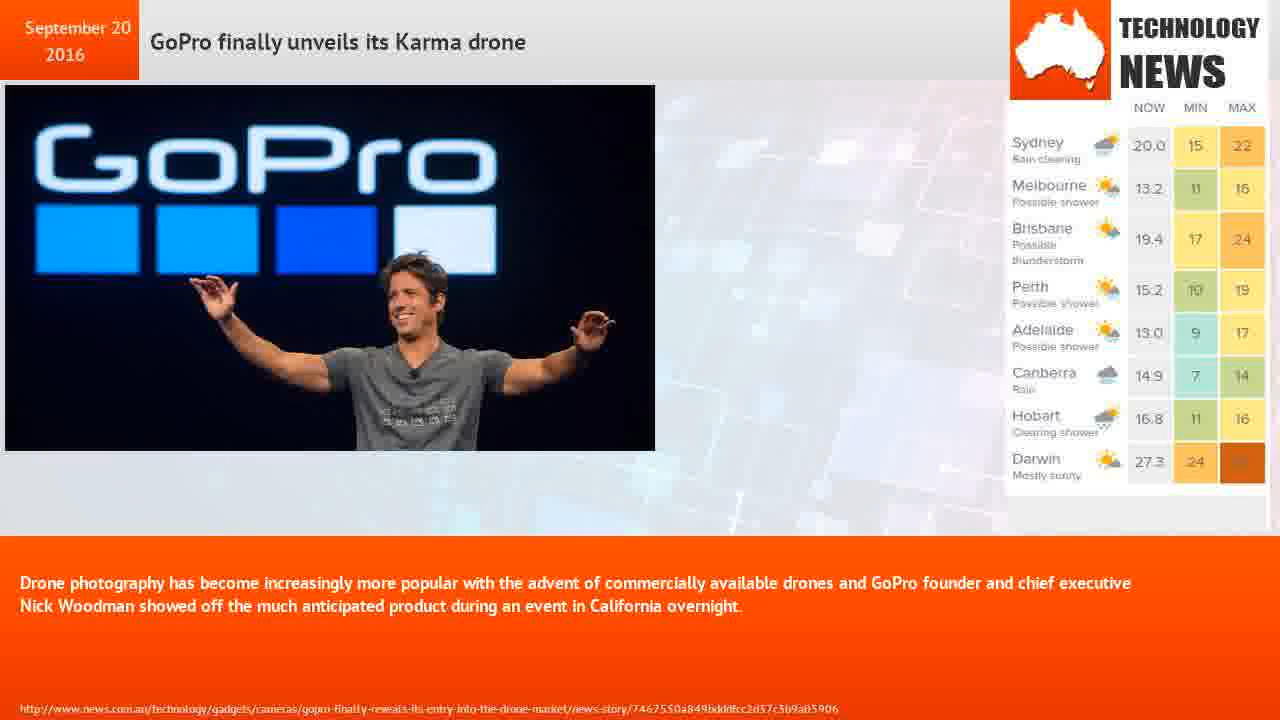 September 20
2016
GoPro finally unveils its Karma drone
TECHNOLOGY
NEWS
GoPro
NOW MIN MAX
Sydney 20.0 15 22
Rain clearing
Melbourne 13.2 11 16
Possible shower
Brisbane 19.4 17 24
Possible
thunderstorm
Perth 15.2 10 19
Possible shower
Adelaide 13.0 9 17
Possible shower
Canberra 14.9 7 14
Rain
Hobart 16.8 11 16
Clearing shower
Darwin 27.3 24
Mostly sunny
Drone photography has become increasingly more popular with the advent of commercially available drones and GoPro founder and chief executive
Nick Woodman showed off the much anticipated product during an event in California overnight.